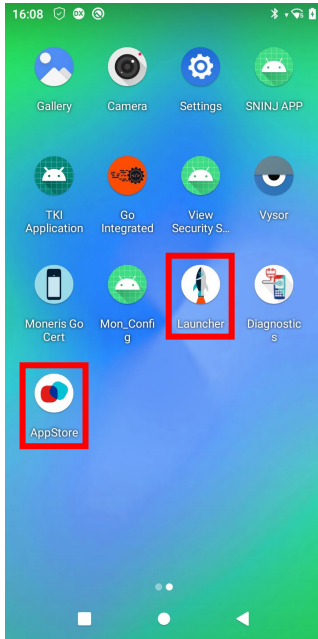 16:08 DX
Gallery Camera Settings SNINJ APP
TKI Go View Vysor
Application Integrated Security S...
Moneris Go Mon_Confi Launcher Diagnostic
Cert g s
AppStore